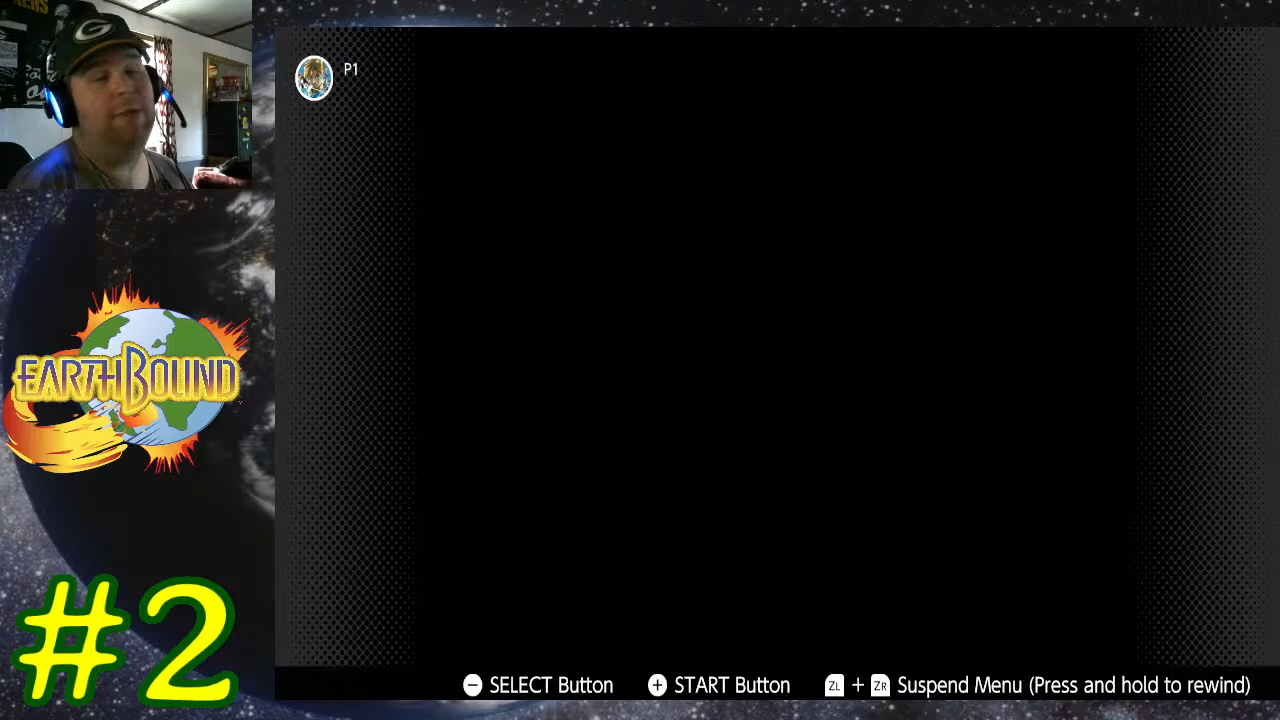 G
P1
EARTHBOUND
#2
− SELECT Button + START Button ZL + ZR Suspend Menu (Press and hold to rewind)